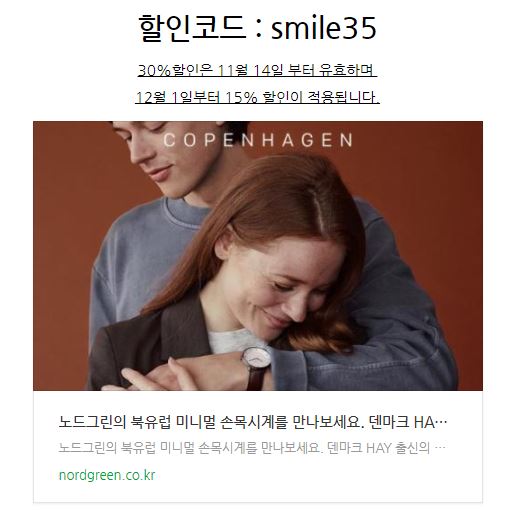 할인코드 : smile35
30%할인은 11월 14일 부터 유효하며
12월 1일부터 15% 할인이 적용됩니다.
COPENHAGEN
노드그린의 북유럽 미니멀 손목시계를 만나보세요. 덴마크 HA…
노드그린의 북유럽 미니멀 손목시계를 만나보세요. 덴마크 HAY 출신의 …
nordgreen.co.kr